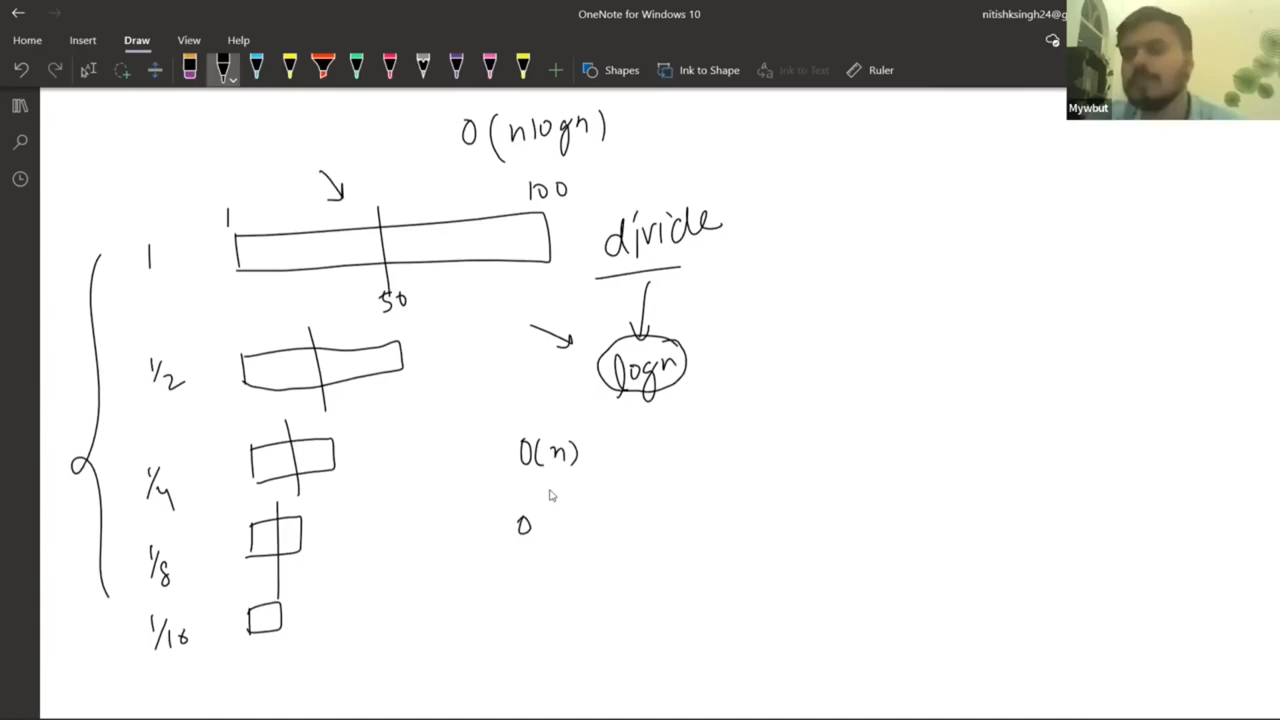 OneNote for Windows 10
nitishksingh24@g
Home Insert Draw View Help
Shapes Ink to Shape Ink to Text Ruler
Mywbut
O(nlogn)
1 100
1
50
divide
1/2
logn
1/4
O(n)
1/8
O
1/16